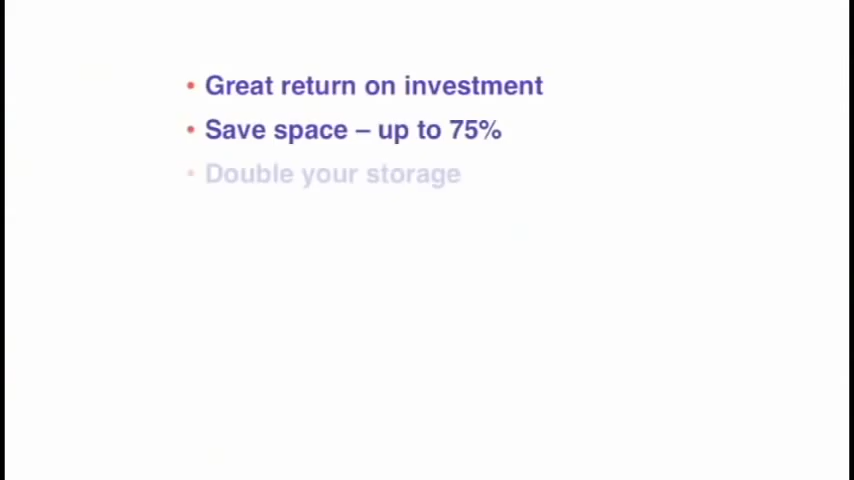 • Great return on investment
• Save space – up to 75%
• Double your storage